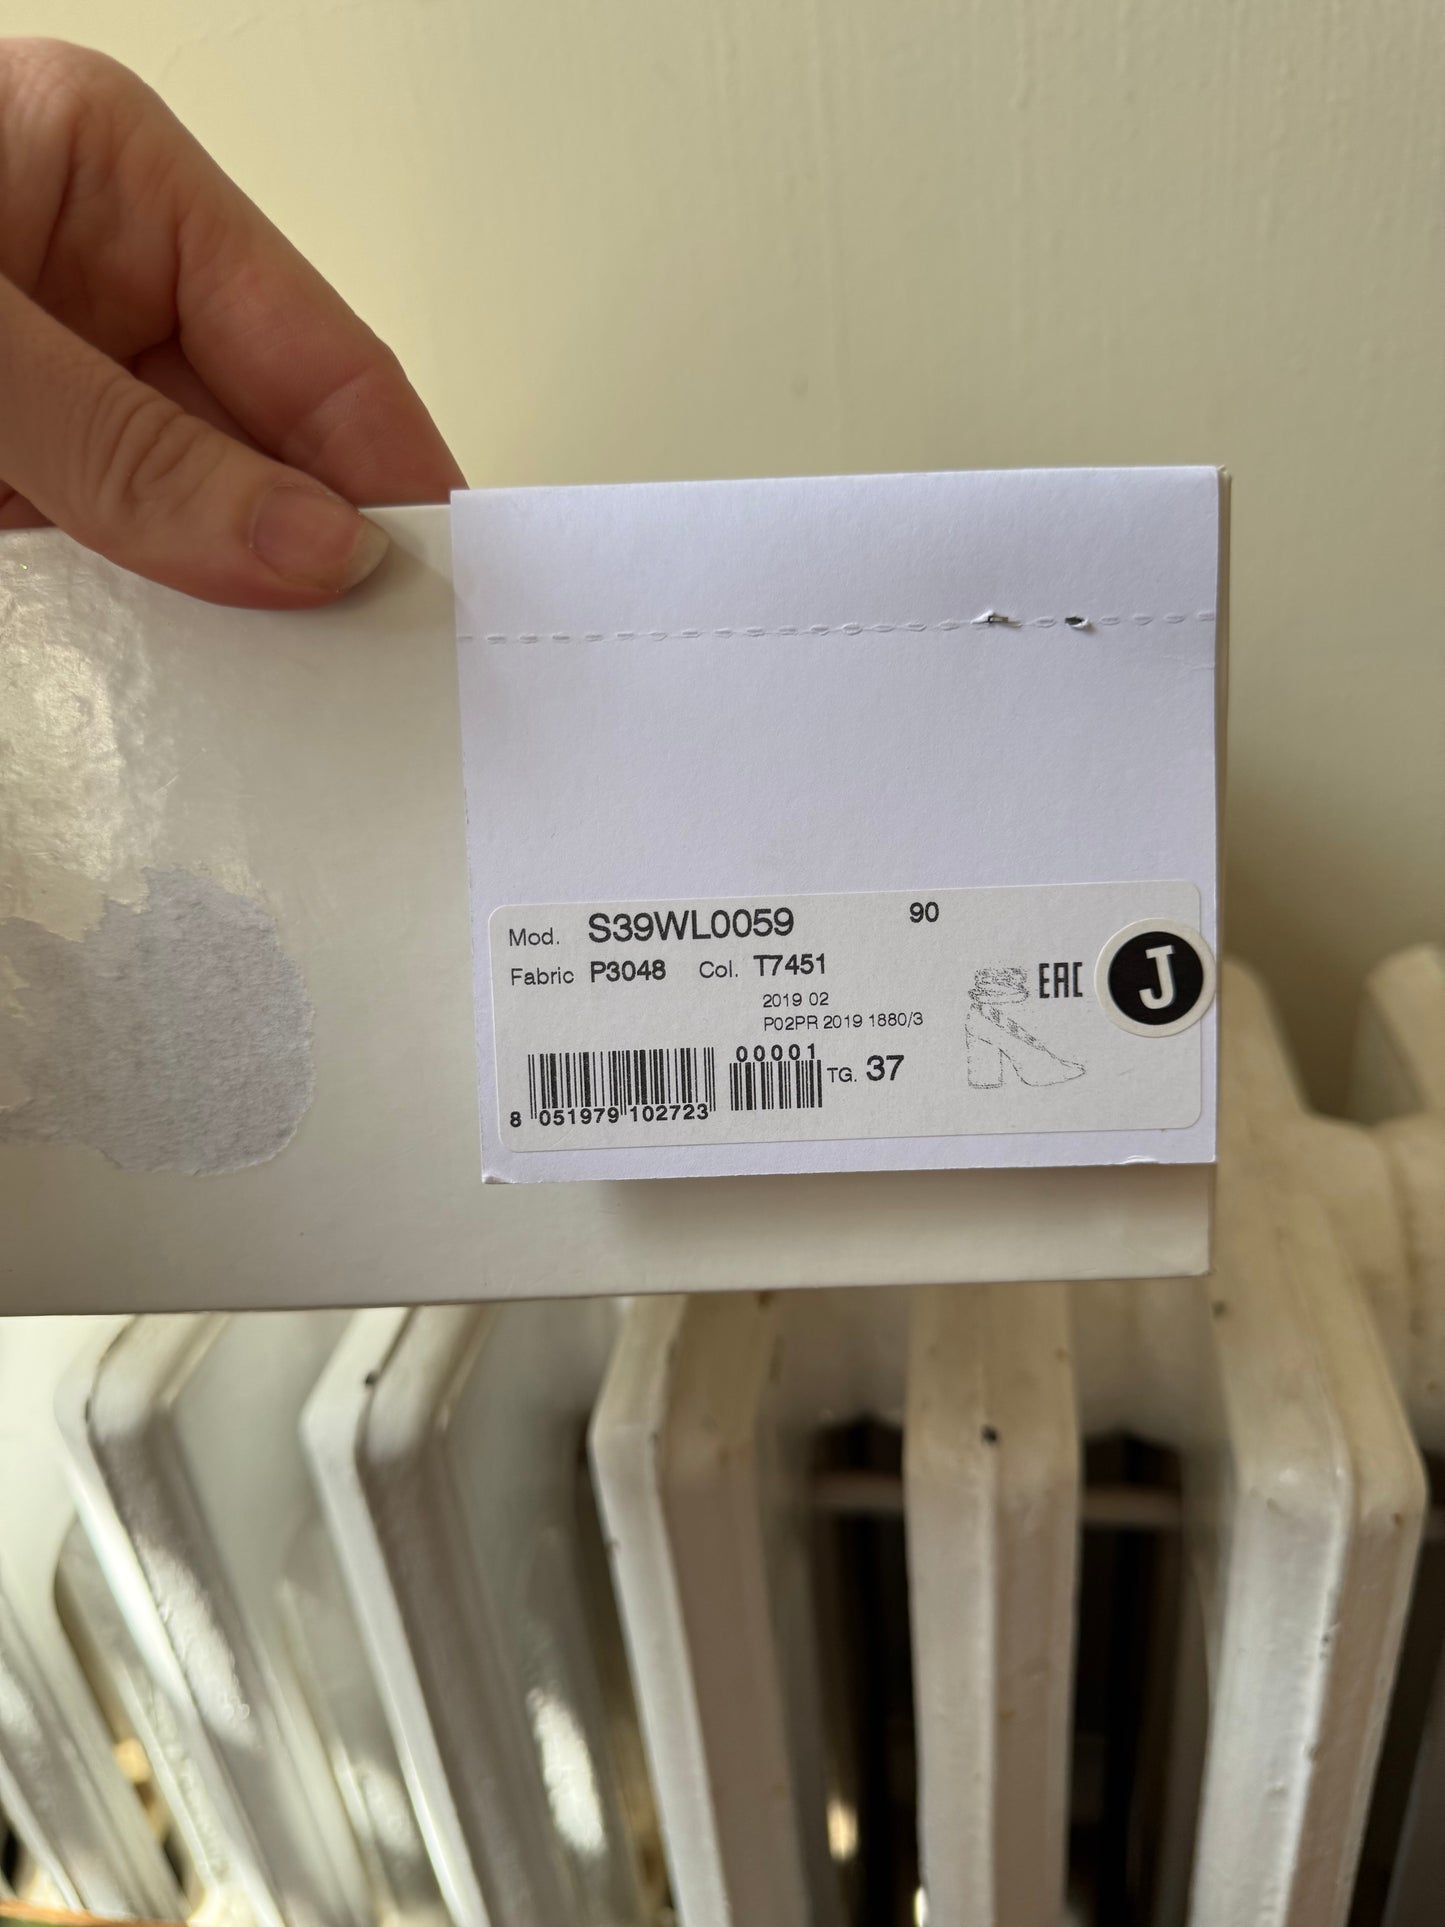 Mod. S39WL0059 90
Fabric P3048 Col. T7451
2019 02
P02PR 2019 1880/3
EAC
J
00001
TG. 37
8 051979 102723